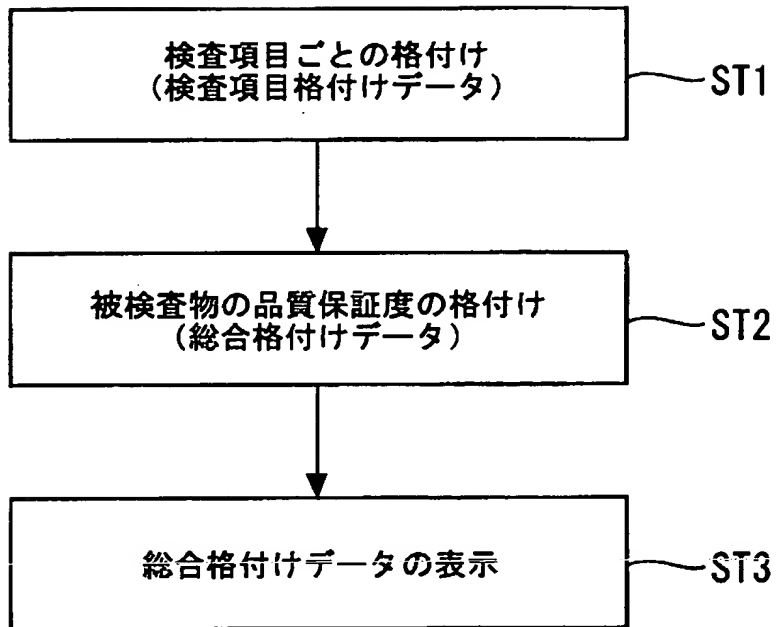 検査項目ごとの格付け
(検査項目格付けデータ)
ST1
被検査物の品質保証度の格付け
(総合格付けデータ)
ST2
総合格付けデータの表示
ST3